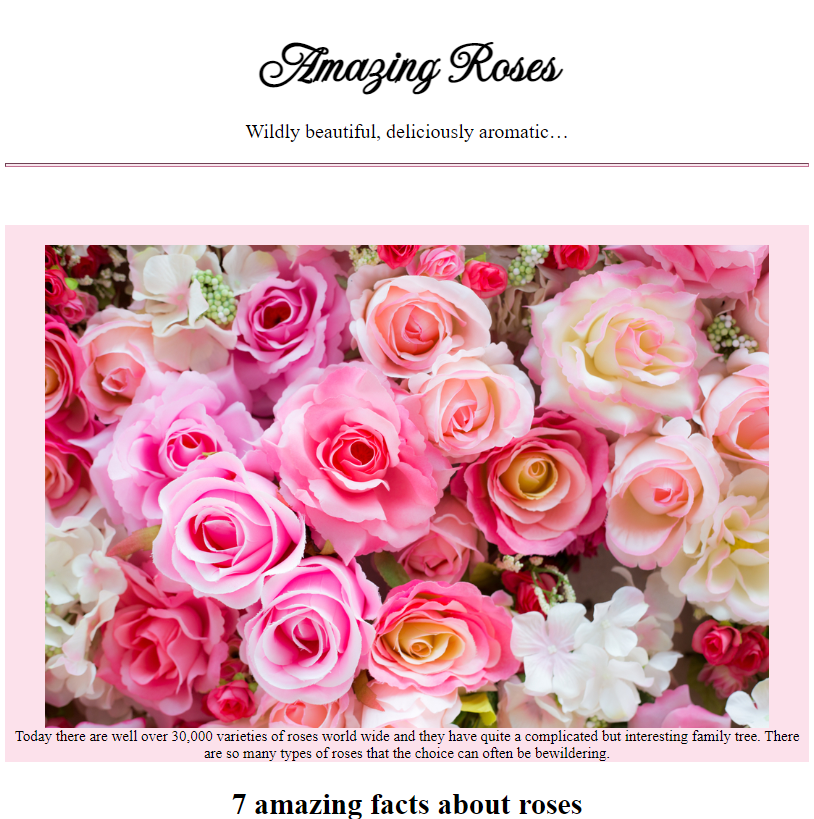 Amazing Roses
Wildly beautiful, deliciously aromatic…
Today there are well over 30,000 varieties of roses world wide and they have quite a complicated but interesting family tree. There
are so many types of roses that the choice can often be bewildering.
7 amazing facts about roses